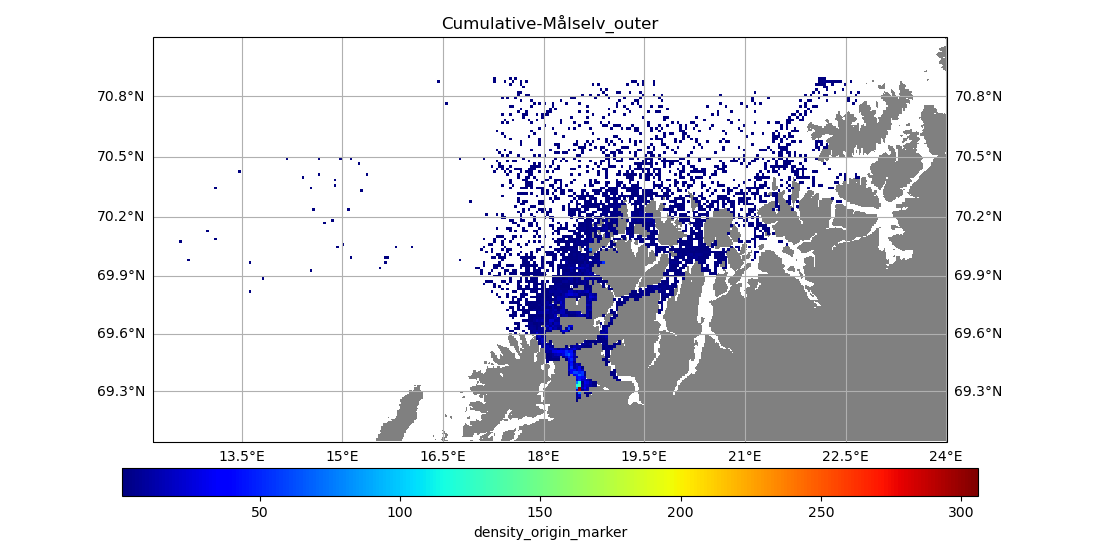 Cumulative-Målselv_outer
70.8°N 70.8°N
70.5°N 70.5°N
70.2°N 70.2°N
69.9°N 69.9°N
69.6°N 69.6°N
69.3°N 69.3°N
13.5°E 15°E 16.5°E 18°E 19.5°E 21°E 22.5°E 24°E
50 100 150 200 250 300
density_origin_marker